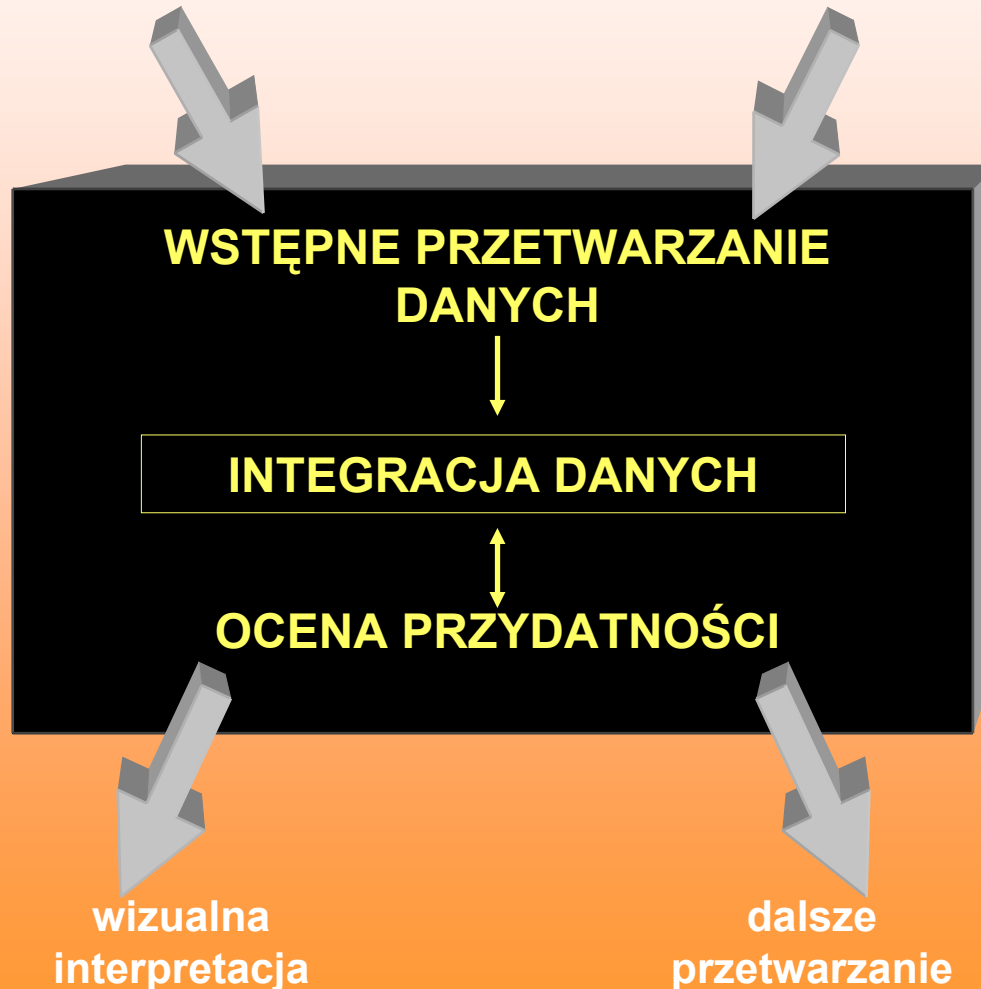 WSTĘPNE PRZETWARZANIE
DANYCH
INTEGRACJA DANYCH
OCENA PRZYDATNOŚCI
wizualna
interpretacja
dalsze
przetwarzanie